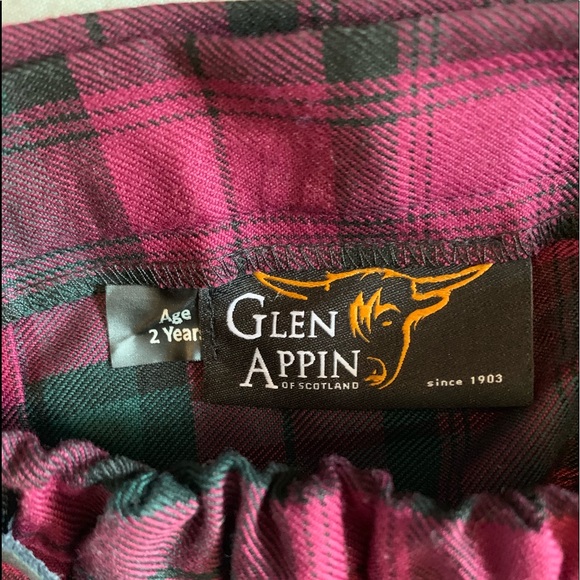 Age
2 Years
GLEN
APPIN
OF SCOTLAND
since 1903